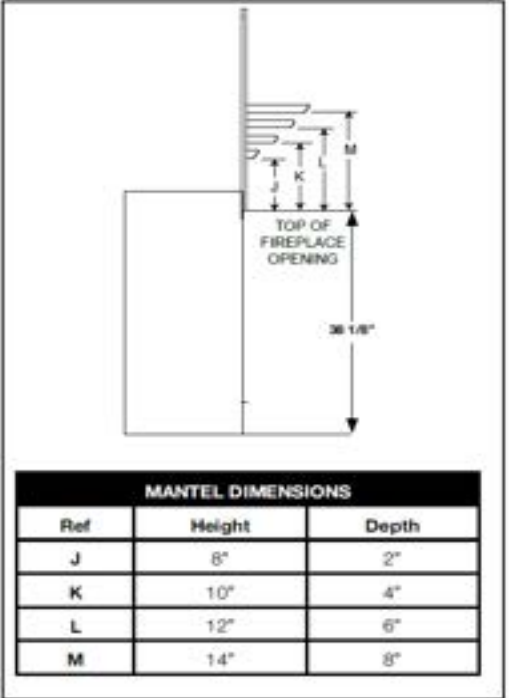 M
L
K
J
TOP OF
FIREPLACE
OPENING
36 1/8"
MANTEL DIMENSIONS
Ref Height Depth
J 8" 2"
K 10" 4"
L 12" 6"
M 14" 8"